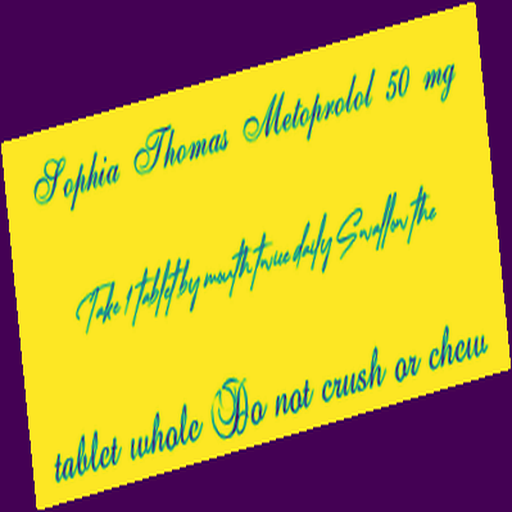 Sophia Thomas Metoprolol 50 mg
Take 1 tablet by mouth twice daily Swallow the
tablet whole Do not crush or chew